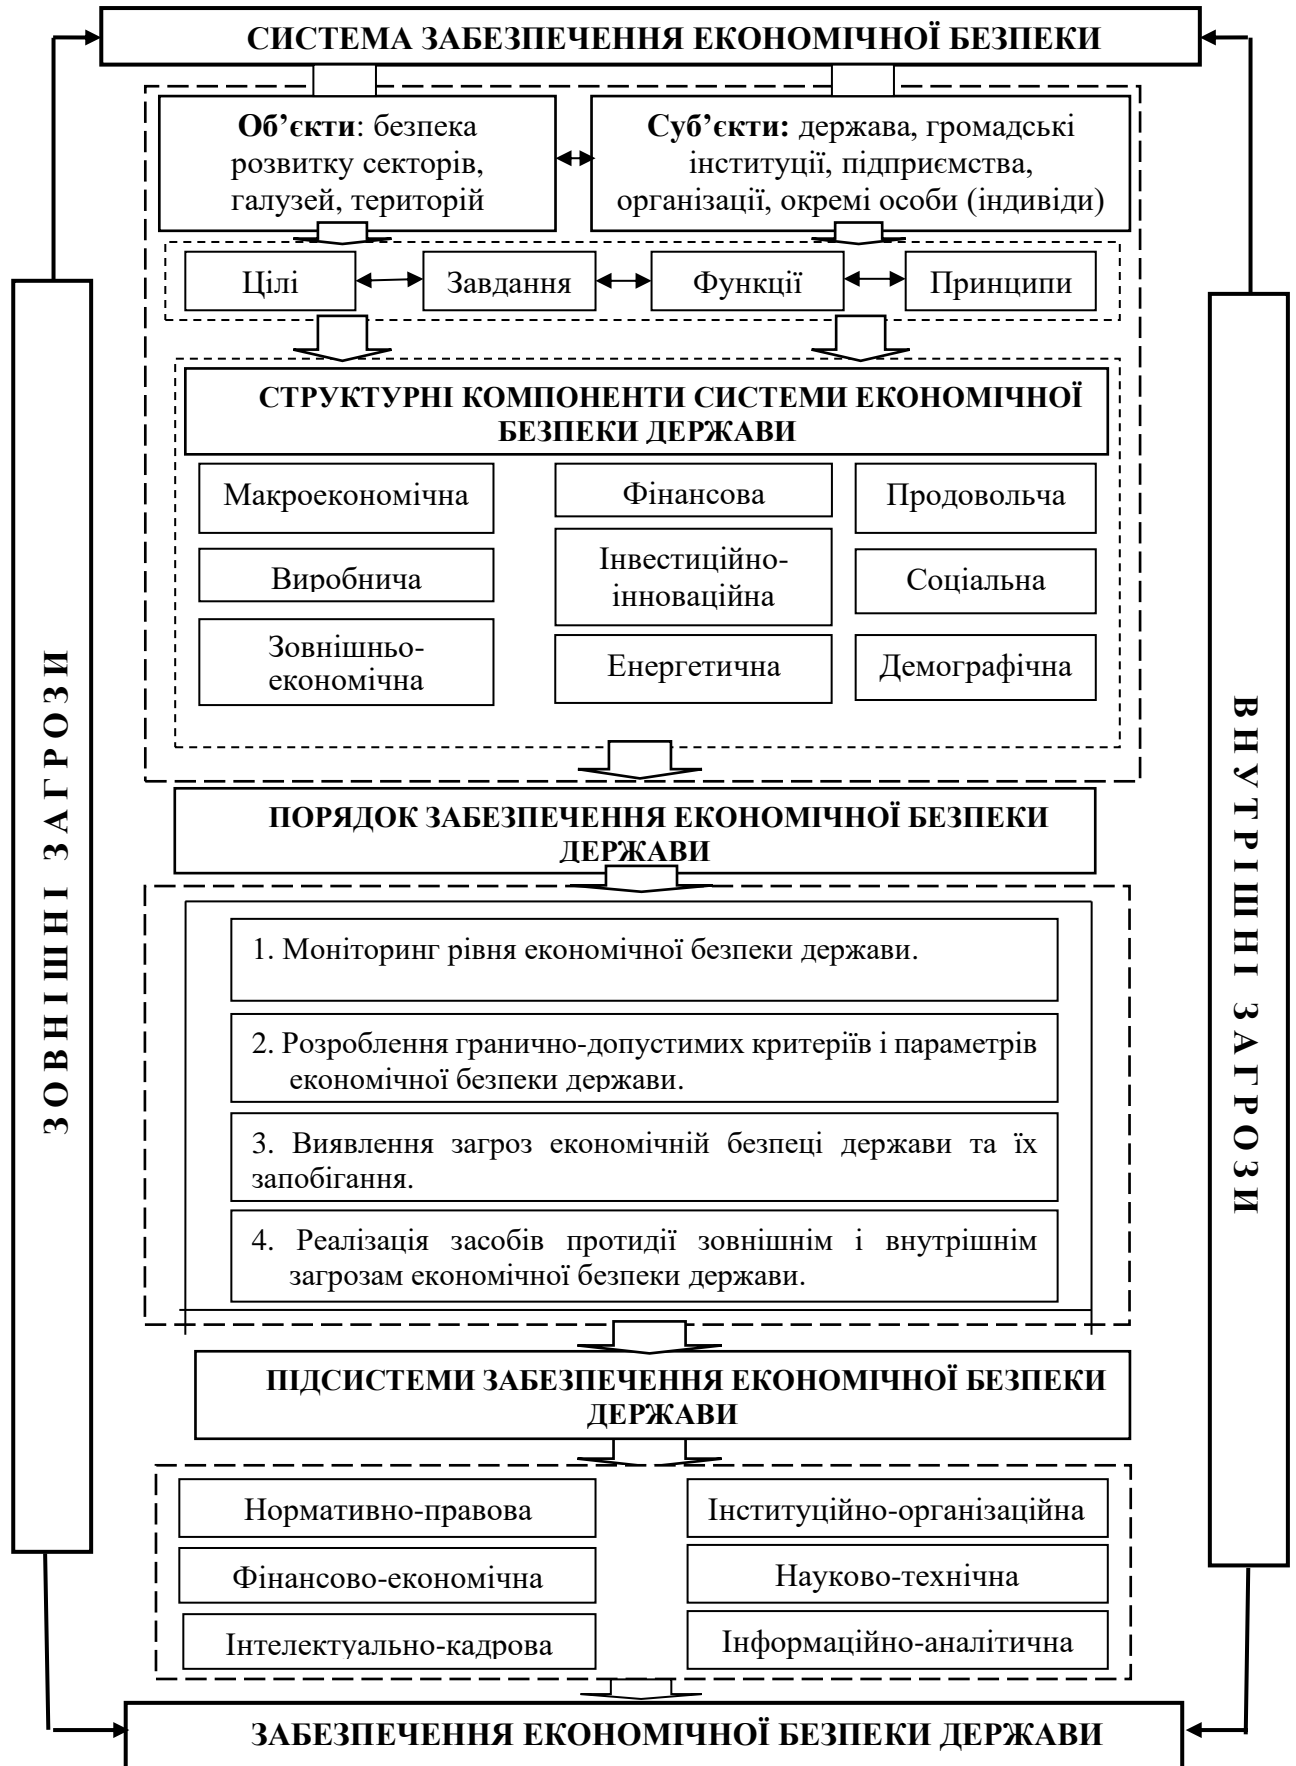 СИСТЕМА ЗАБЕЗПЕЧЕННЯ ЕКОНОМІЧНОЇ БЕЗПЕКИ
Об’єкти: безпека
розвитку секторів,
галузей, територій
Суб’єкти: держава, громадські
інституції, підприємства,
організації, окремі особи (індивіди)
Цілі
Завдання
Функції
Принципи
СТРУКТУРНІ КОМПОНЕНТИ СИСТЕМИ ЕКОНОМІЧНОЇ
БЕЗПЕКИ ДЕРЖАВИ
Макроекономічна
Фінансова
Продовольча
Виробнича
Інвестиційно-
інноваційна
Соціальна
Зовнішньо-
економічна
Енергетична
Демографічна
ПОРЯДОК ЗАБЕЗПЕЧЕННЯ ЕКОНОМІЧНОЇ БЕЗПЕКИ
ДЕРЖАВИ
1. Моніторинг рівня економічної безпеки держави.
2. Розроблення гранично-допустимих критеріїв і параметрів
економічної безпеки держави.
3. Виявлення загроз економічній безпеці держави та їх
запобігання.
4. Реалізація засобів протидії зовнішнім і внутрішнім
загрозам економічної безпеки держави.
ПІДСИСТЕМИ ЗАБЕЗПЕЧЕННЯ ЕКОНОМІЧНОЇ БЕЗПЕКИ
ДЕРЖАВИ
Нормативно-правова
Інституційно-організаційна
Фінансово-економічна
Науково-технічна
Інтелектуально-кадрова
Інформаційно-аналітична
ЗАБЕЗПЕЧЕННЯ ЕКОНОМІЧНОЇ БЕЗПЕКИ ДЕРЖАВИ
ЗОВНІШНІ ЗАГРОЗИ
ВНУТРІШНІ ЗАГРОЗИ